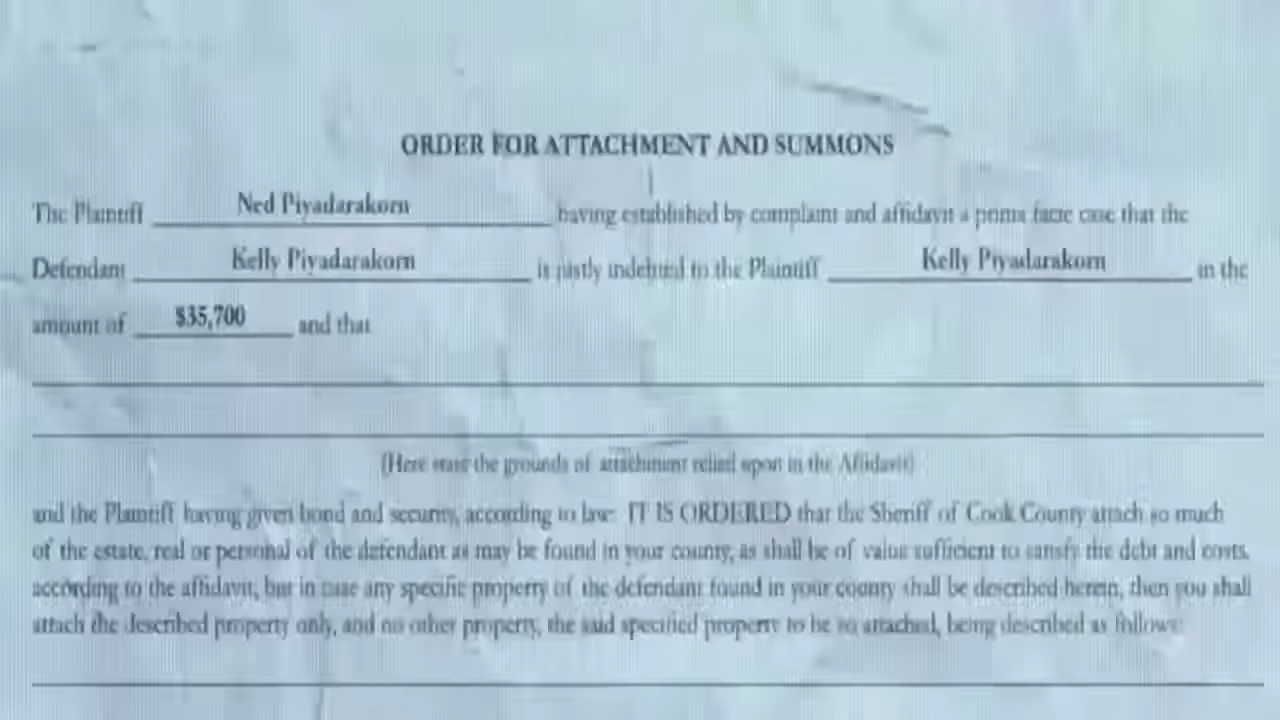 ORDER FOR ATTACHMENT AND SUMMONS
The Plaintiff Ned Piyadarakorn having established by complaint and affidavit a prima facie case that the
Defendant Kelly Piyadarakorn is justly indebted to the Plaintiff Kelly Piyadarakorn in the
amount of $35,700 and that
(Here state the grounds of attachment relied upon in the Affidavit)
and the Plaintiff having given bond and security, according to law: IT IS ORDERED that the Sheriff of Cook County attach so much
of the estate, real or personal of the defendant as may be found in your county, as shall be of value sufficient to satisfy the debt and costs,
according to the affidavit, but in case any specific property of the defendant found in your county shall be described herein, then you shall
attach the described property only, and no other property, the said specified property to be so attached, being described as follows: